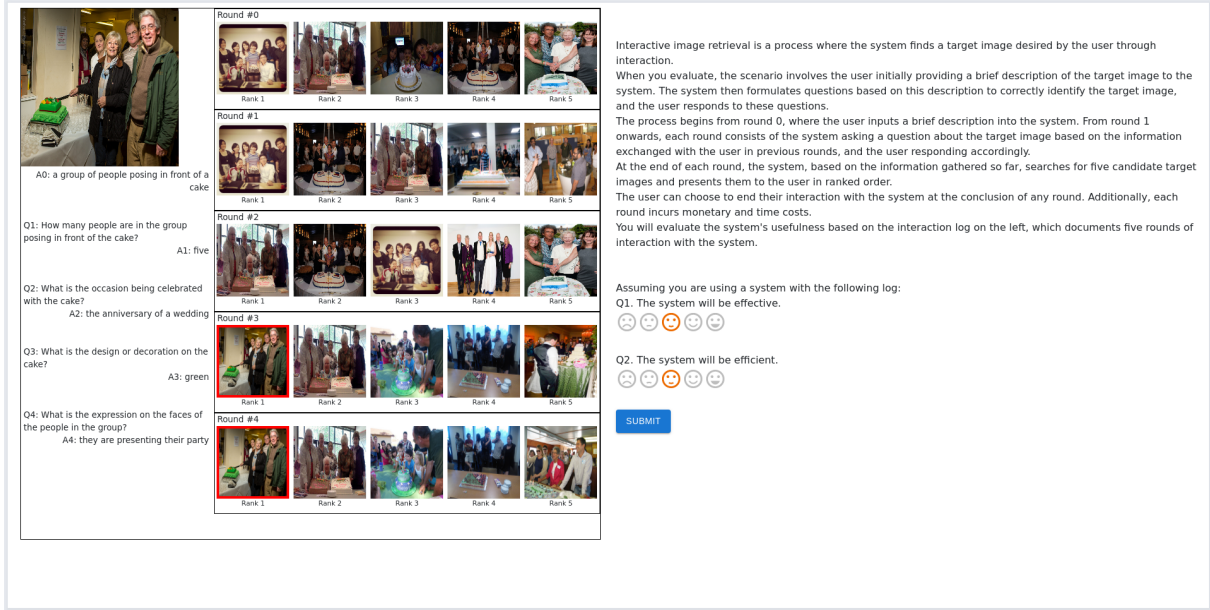 A0: a group of people posing in front of a
cake
Q1: How many people are in the group
posing in front of the cake?
A1: five
Q2: What is the occasion being celebrated
with the cake?
A2: the anniversary of a wedding
Q3: What is the design or decoration on the
cake?
A3: green
Q4: What is the expression on the faces of
the people in the group?
A4: they are presenting their party
Round #0
Rank 1 Rank 2 Rank 3 Rank 4 Rank 5
Round #1
Rank 1 Rank 2 Rank 3 Rank 4 Rank 5
Round #2
Rank 1 Rank 2 Rank 3 Rank 4 Rank 5
Round #3
Rank 1 Rank 2 Rank 3 Rank 4 Rank 5
Round #4
Rank 1 Rank 2 Rank 3 Rank 4 Rank 5
Interactive image retrieval is a process where the system finds a target image desired by the user through
interaction.
When you evaluate, the scenario involves the user initially providing a brief description of the target image to the
system. The system then formulates questions based on this description to correctly identify the target image,
and the user responds to these questions.
The process begins from round 0, where the user inputs a brief description into the system. From round 1
onwards, each round consists of the system asking a question about the target image based on the information
exchanged with the user in previous rounds, and the user responding accordingly.
At the end of each round, the system, based on the information gathered so far, searches for five candidate target
images and presents them to the user in ranked order.
The user can choose to end their interaction with the system at the conclusion of any round. Additionally, each
round incurs monetary and time costs.
You will evaluate the system's usefulness based on the interaction log on the left, which documents five rounds of
interaction with the system.
Assuming you are using a system with the following log:
Q1. The system will be effective.
Q2. The system will be efficient.
SUBMIT